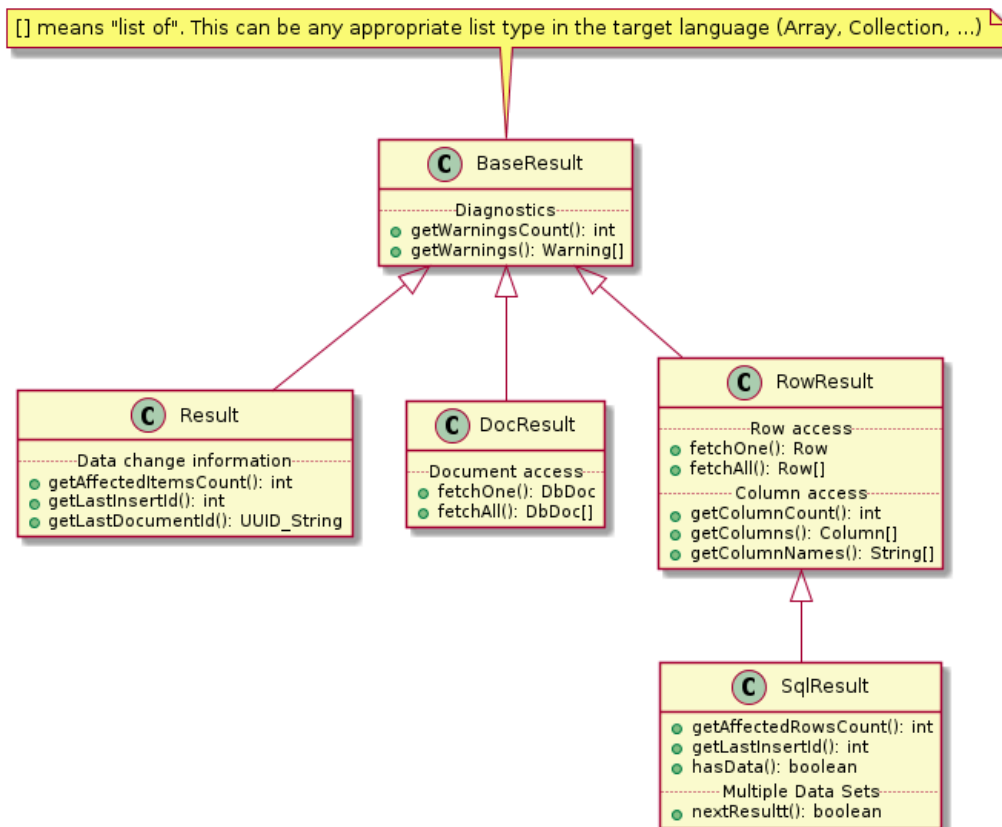 [] means "list of". This can be any appropriate list type in the target language (Array, Collection, ...)
C BaseResult
Diagnostics
getWarningsCount(): int
getWarnings(): Warning[]
C Result
Data change information
getAffectedItemsCount(): int
getLastInsertId(): int
getLastDocumentId(): UUID_String
C DocResult
Document access
fetchOne(): DbDoc
fetchAll(): DbDoc[]
C RowResult
Row access
fetchOne(): Row
fetchAll(): Row[]
Column access
getColumnCount(): int
getColumns(): Column[]
getColumnNames(): String[]
C SqlResult
getAffectedRowsCount(): int
getLastInsertId(): int
hasData(): boolean
Multiple Data Sets
nextResultt(): boolean